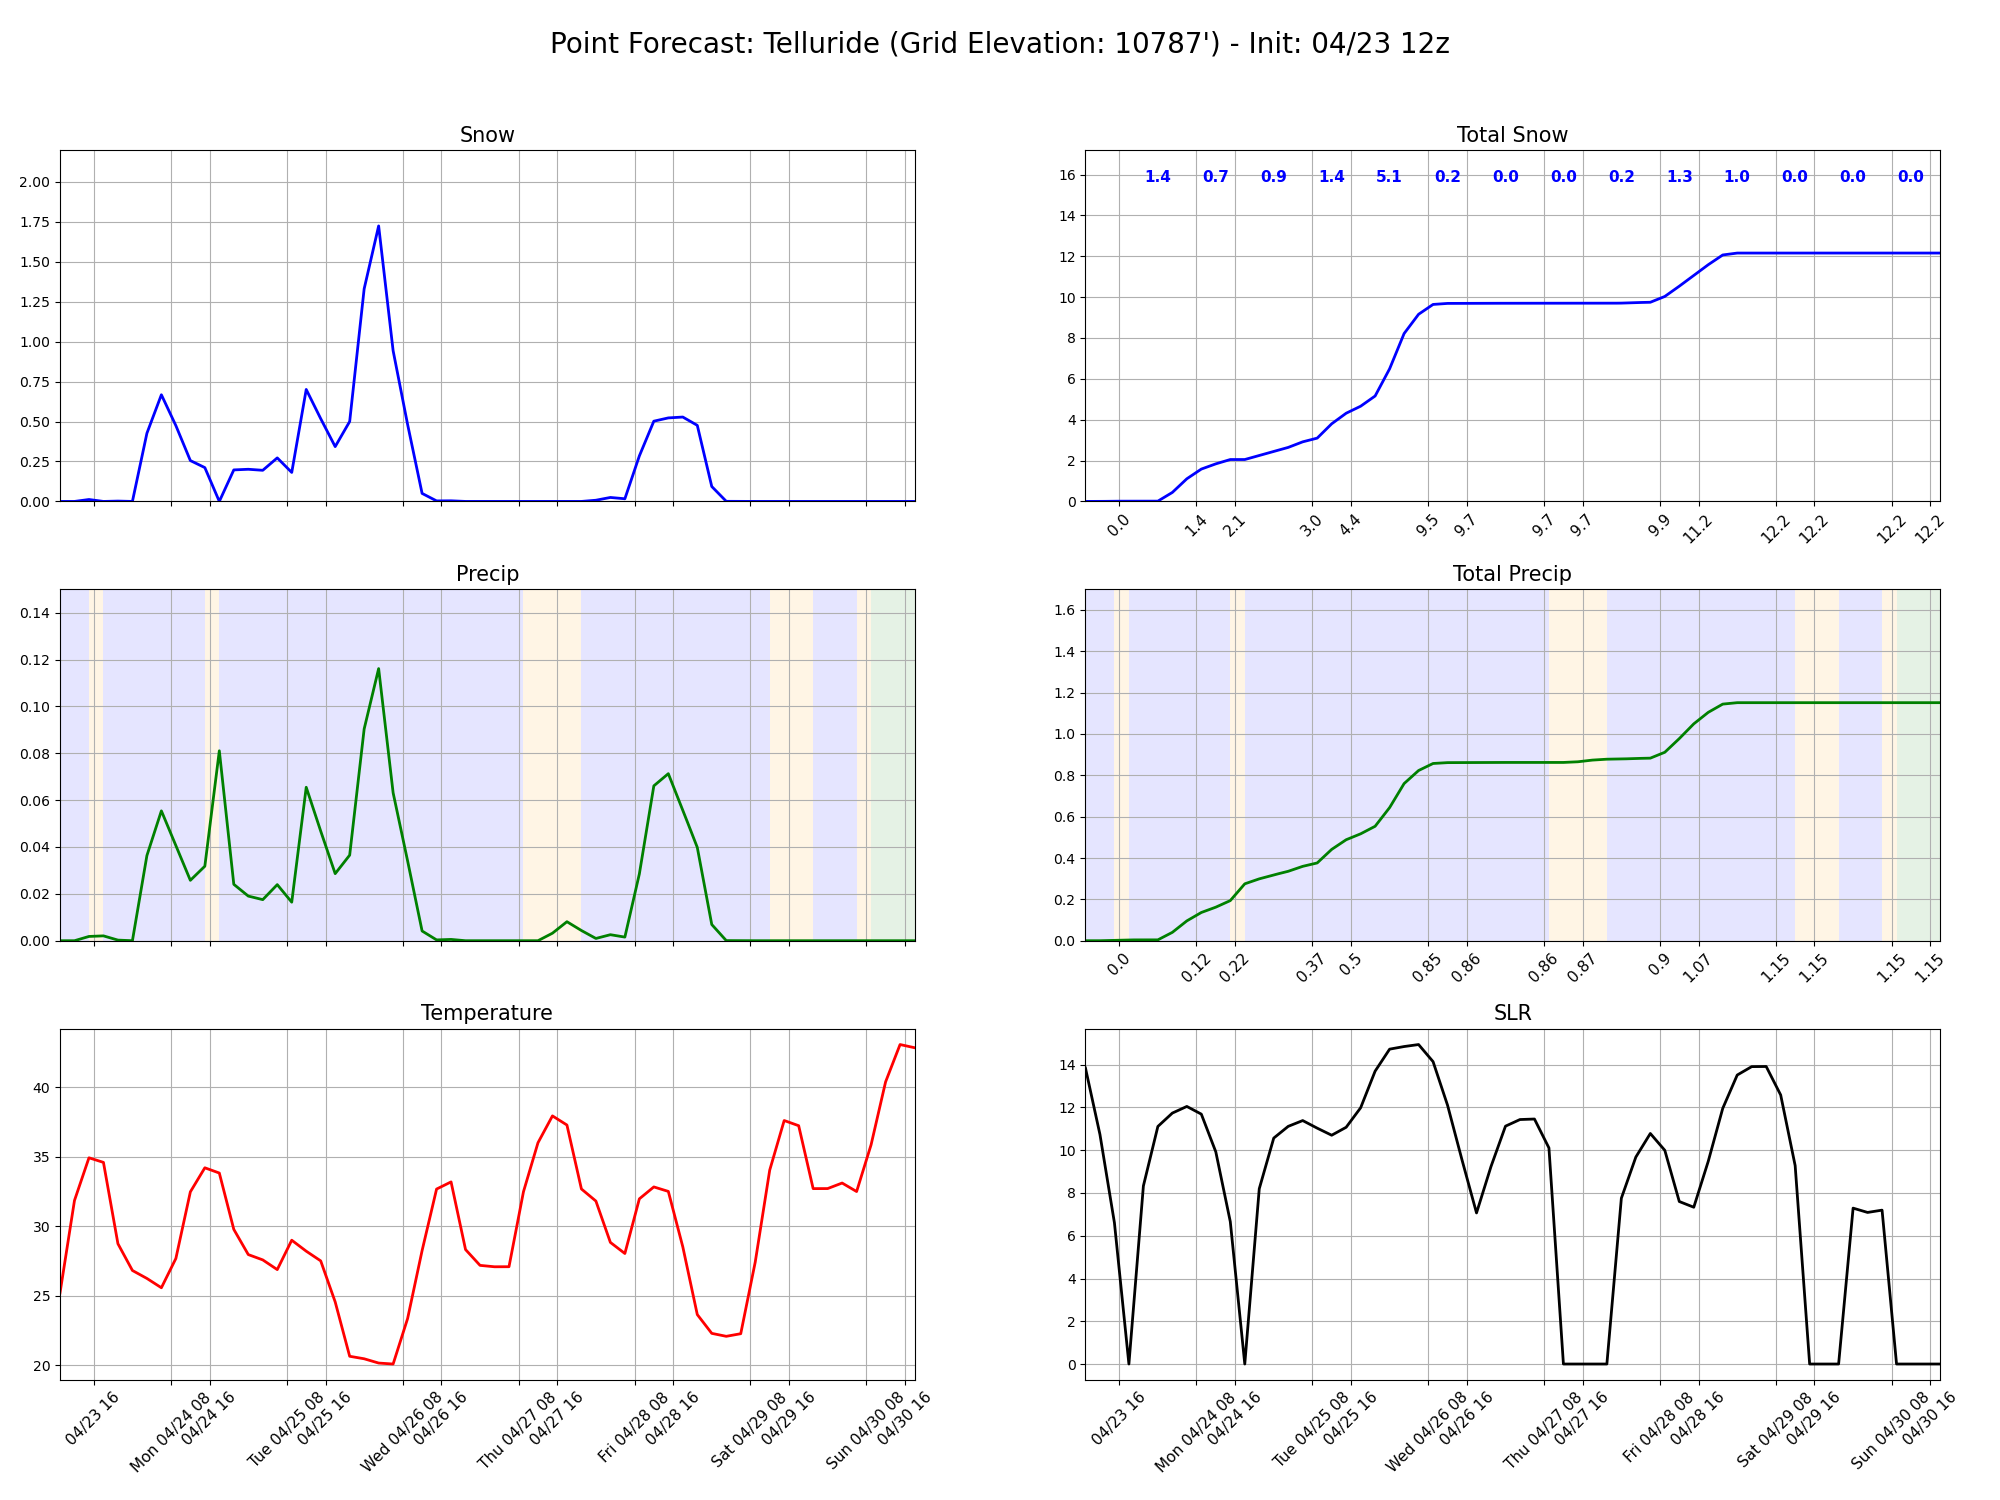 Point Forecast: Telluride (Grid Elevation: 10787') - Init: 04/23 12z
Snow
2.00
1.75
1.50
1.25
1.00
0.75
0.50
0.25
0.00
Total Snow
1.4 0.7 0.9 1.4 5.1 0.2 0.0 0.0 0.2 1.3 1.0 0.0 0.0 0.0
16
14
12
10
8
6
4
2
0
0.0 1.4 2.1 3.0 4.4 9.5 9.7 9.7 9.7 9.9 11.2 12.2 12.2 12.2 12.2
Precip
0.14
0.12
0.10
0.08
0.06
0.04
0.02
0.00
Total Precip
1.6
1.4
1.2
1.0
0.8
0.6
0.4
0.2
0.0
0.0 0.12 0.22 0.37 0.5 0.85 0.86 0.86 0.87 0.9 1.07 1.15 1.15 1.15 1.15
Temperature
40
35
30
25
20
04/23 16
Mon 04/24 08
04/24 16
Tue 04/25 08
04/25 16
Wed 04/26 08
04/26 16
Thu 04/27 08
04/27 16
Fri 04/28 08
04/28 16
Sat 04/29 08
04/29 16
Sun 04/30 08
04/30 16
SLR
14
12
10
8
6
4
2
0
04/23 16
Mon 04/24 08
04/24 16
Tue 04/25 08
04/25 16
Wed 04/26 08
04/26 16
Thu 04/27 08
04/27 16
Fri 04/28 08
04/28 16
Sat 04/29 08
04/29 16
Sun 04/30 08
04/30 16